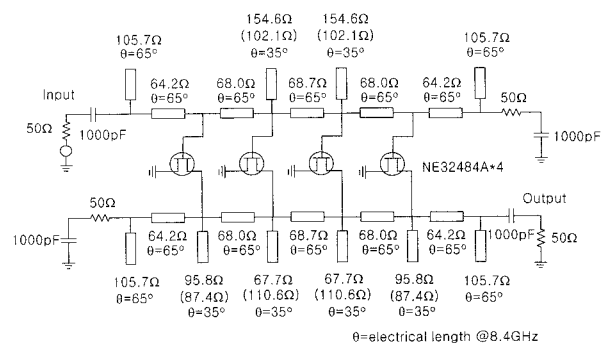 154.6Ω 154.6Ω
105.7Ω (102.1Ω) (102.1Ω) 105.7Ω
θ=65° θ=35° θ=35° θ=65°
64.2Ω 68.0Ω 68.7Ω 68.0Ω 64.2Ω
θ=65° θ=65° θ=65° θ=65° θ=65°
Input
50Ω
50Ω
1000pF
1000pF
NE32484A*4
50Ω
Output
1000pF
1000pF
50Ω
64.2Ω 68.0Ω 68.7Ω 68.0Ω 64.2Ω
θ=65° θ=65° θ=65° θ=65° θ=65°
105.7Ω 95.8Ω 67.7Ω 67.7Ω 95.8Ω 105.7Ω
θ=65° (87.4Ω) (110.6Ω) (110.6Ω) (87.4Ω) θ=65°
θ=35° θ=35° θ=35° θ=35°
θ=electrical length @8.4GHz